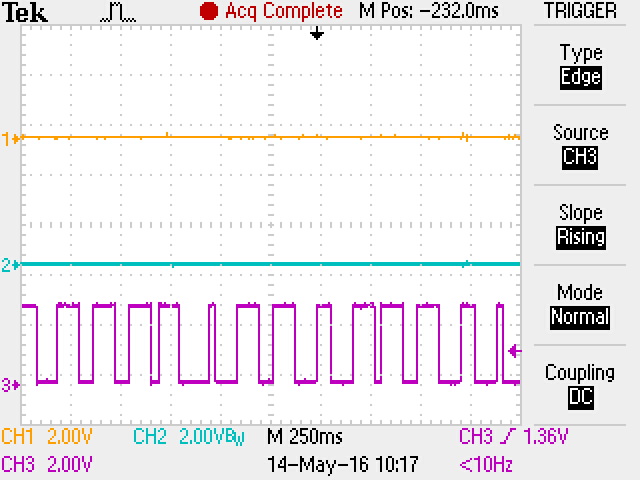 Tek Acq Complete M Pos: -232.0ms TRIGGER
Type
Edge
1
Source
CH3
Slope
Rising
2
Mode
Normal
Coupling
3
DC
CH1 2.00V CH2 2.00VBW M 250ms CH3 1.36V
CH3 2.00V 14-May-16 10:17 <10Hz